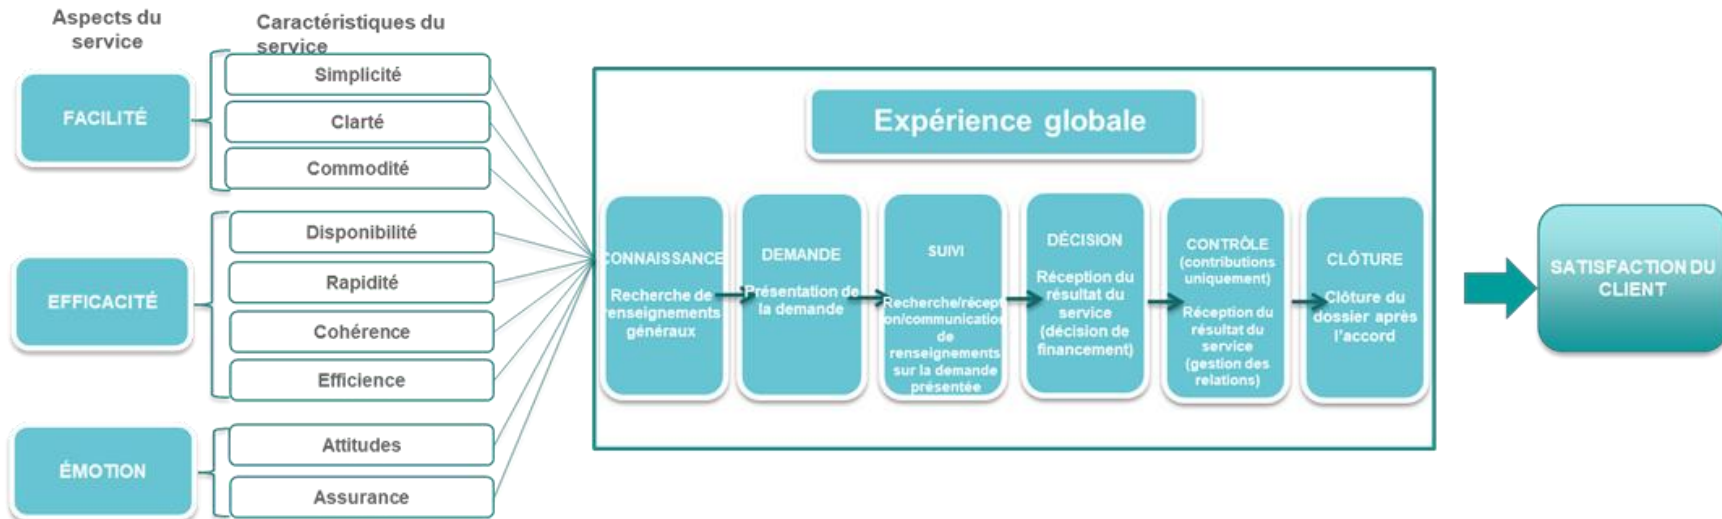 Aspects du
service
Caractéristiques du
service
FACILITÉ
Simplicité
Clarté
Commodité
EFFICACITÉ
Disponibilité
Rapidité
Cohérence
Efficience
ÉMOTION
Attitudes
Assurance
Expérience globale
CONNAISSANCE
Recherche de
renseignements
généraux
DEMANDE
Présentation de
la demande
SUIVI
Recherche/récepti
on/communication
de
renseignements
sur la demande
présentée
DÉCISION
Réception du
résultat du
service
(décision de
financement)
CONTRÔLE
(contributions
uniquement)
Réception du
résultat du
service
(gestion des
relations)
CLÔTURE
Clôture du
dossier après
l'accord
SATISFACTION DU
CLIENT